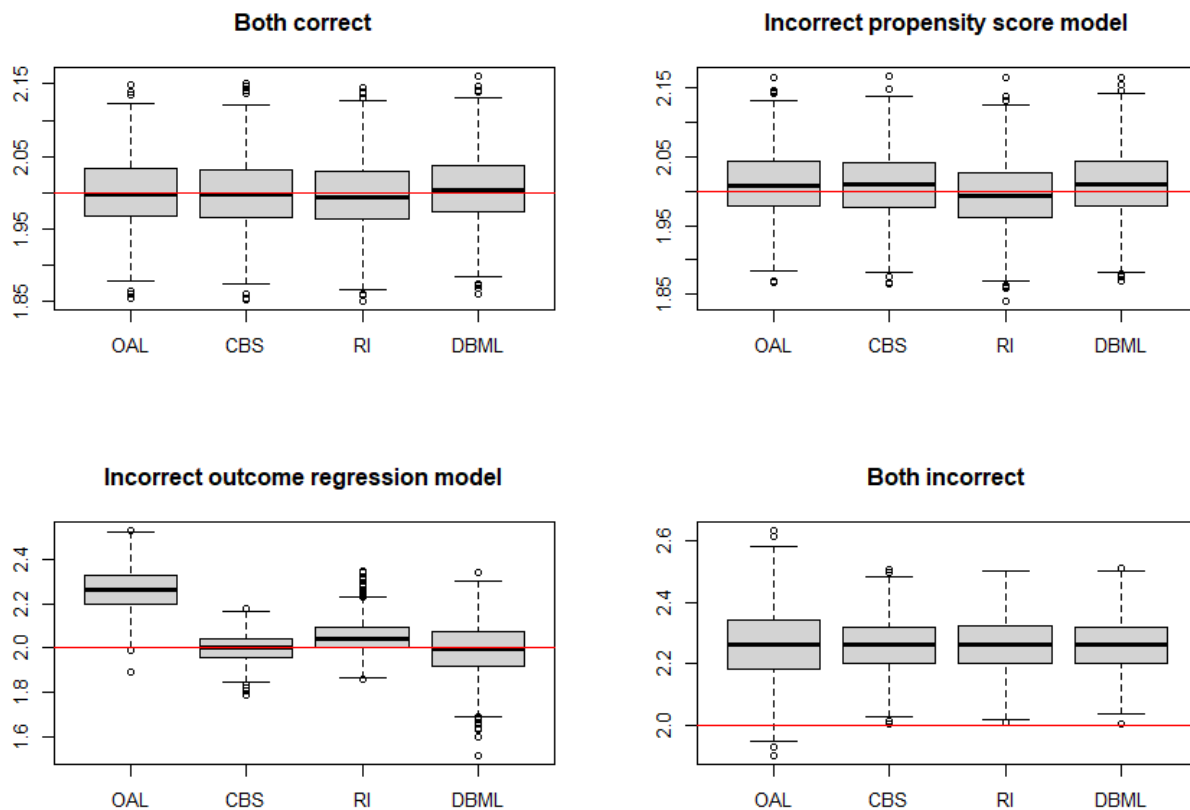 Both correct
2.15
2.05
1.95
1.85
OAL CBS RI DBML
Incorrect propensity score model
2.15
2.05
1.95
1.85
OAL CBS RI DBML
Incorrect outcome regression model
2.4
2.2
2.0
1.8
1.6
OAL CBS RI DBML
Both incorrect
2.6
2.4
2.2
2.0
OAL CBS RI DBML